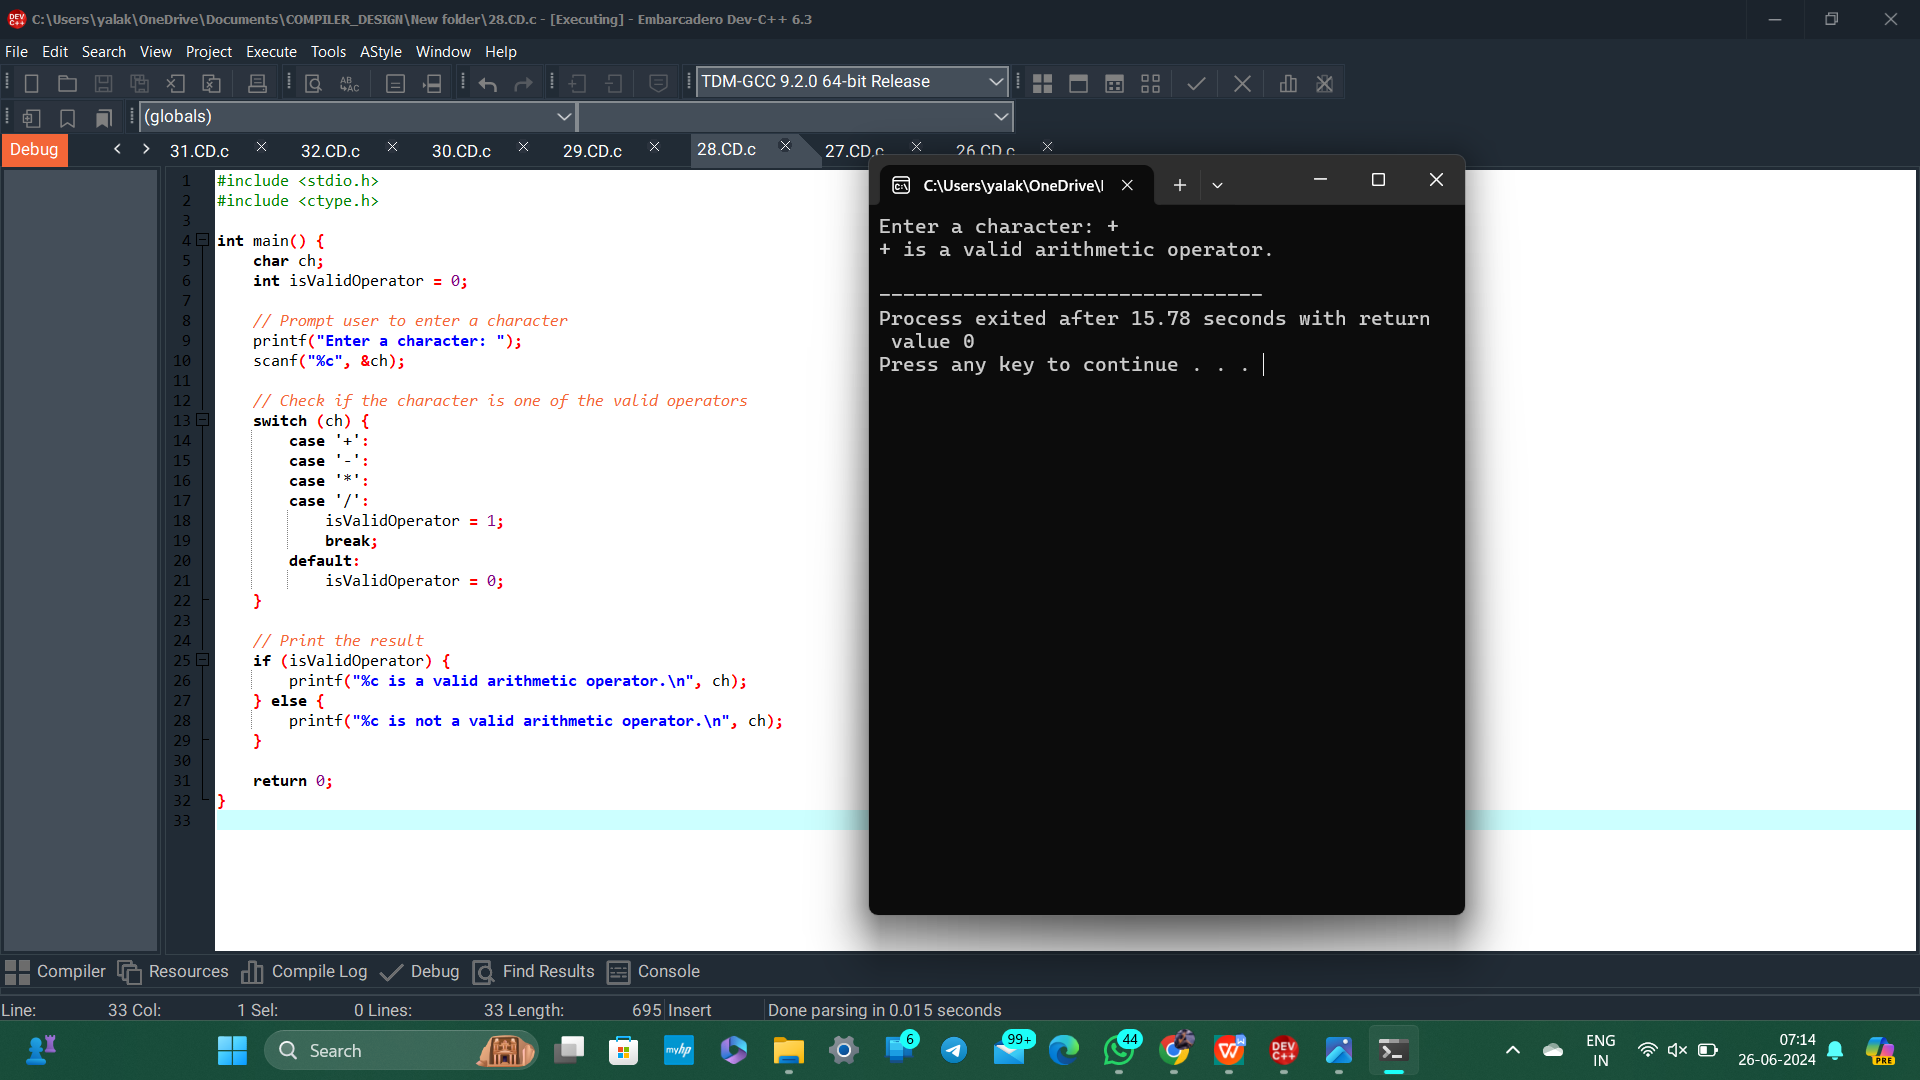 C:\Users\yalak\OneDrive\Documents\COMPILER_DESIGN\New folder\28.CD.c - [Executing] - Embarcadero Dev-C++ 6.3
File Edit Search View Project Execute Tools AStyle Window Help
TDM-GCC 9.2.0 64-bit Release
(globals)
Debug
31.CD.c 32.CD.c 30.CD.c 29.CD.c 28.CD.c 27.CD.c 26.CD.c
1 #include <stdio.h>
2 #include <ctype.h>
3
4 int main() {
5 char ch;
6 int isValidOperator = 0;
7
8 // Prompt user to enter a character
9 printf("Enter a character: ");
10 scanf("%c", &ch);
11
12 // Check if the character is one of the valid operators
13 switch (ch) {
14 case '+':
15 case '-':
16 case '*':
17 case '/':
18 isValidOperator = 1;
19 break;
20 default:
21 isValidOperator = 0;
22 }
23
24 // Print the result
25 if (isValidOperator) {
26 printf("%c is a valid arithmetic operator.\n", ch);
27 } else {
28 printf("%c is not a valid arithmetic operator.\n", ch);
29 }
30
31 return 0;
32 }
33
C:\Users\yalak\OneDrive\
Enter a character: +
+ is a valid arithmetic operator.
--------------------------------
Process exited after 15.78 seconds with return
value 0
Press any key to continue . . .
Compiler Resources Compile Log Debug Find Results Console
Line: 33 Col: 1 Sel: 0 Lines: 33 Length: 695 Insert Done parsing in 0.015 seconds
Search
myhp
6
99+
44
DEV C++
ENG
IN
07:14
26-06-2024
PRE